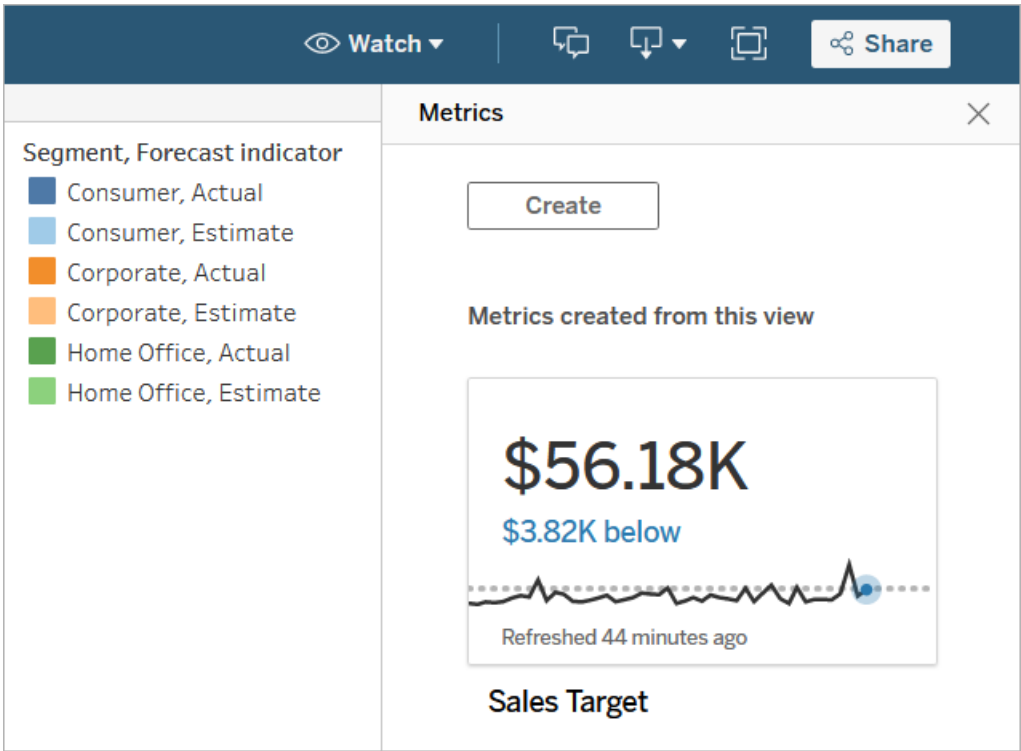 Watch
Share
Metrics
Segment, Forecast indicator
Consumer, Actual
Consumer, Estimate
Corporate, Actual
Corporate, Estimate
Home Office, Actual
Home Office, Estimate
Create
Metrics created from this view
$56.18K
$3.82K below
Refreshed 44 minutes ago
Sales Target